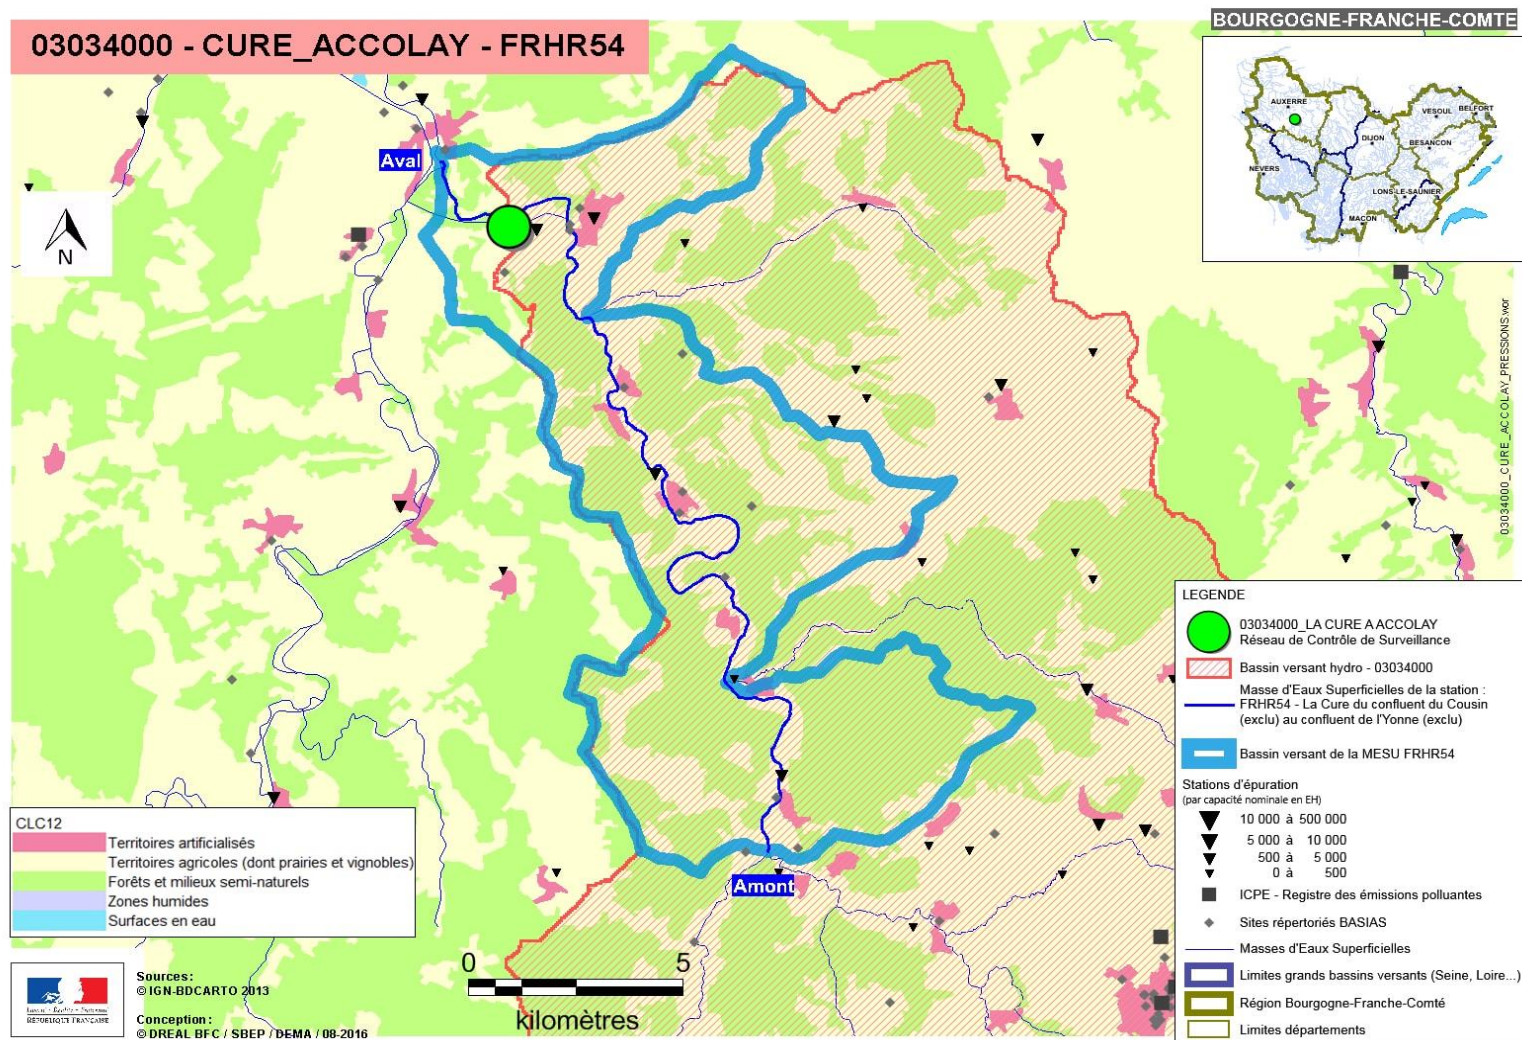 BOURGOGNE-FRANCHE-COMTE
03034000 - CURE_ACCOLAY - FRHR54
AUXERRE
VESOUL
BELFORT
DIJON
BESANCON
NEVERS
LONS-LE-SAUNIER
MACON
Aval
N
03034000_CURE_ACCOLAY_PRESSIONS.wor
Amont
LEGENDE
03034000_LA CURE A ACCOLAY
Réseau de Contrôle de Surveillance
Bassin versant hydro - 03034000
Masse d'Eaux Superficielles de la station :
FRHR54 - La Cure du confluent du Cousin
(exclu) au confluent de l'Yonne (exclu)
Bassin versant de la MESU FRHR54
Stations d'épuration
(par capacité nominale en EH)
10 000 à 500 000
5 000 à 10 000
500 à 5 000
0 à 500
ICPE - Registre des émissions polluantes
Sites répertoriés BASIAS
Masses d'Eaux Superficielles
Limites grands bassins versants (Seine, Loire...)
Région Bourgogne-Franche-Comté
Limites départements
CLC12
Territoires artificialisés
Territoires agricoles (dont prairies et vignobles)
Forêts et milieux semi-naturels
Zones humides
Surfaces en eau
0 5
kilomètres
Liberté • Égalité • Fraternité
RÉPUBLIQUE FRANÇAISE
Sources :
© IGN-BDCARTO 2013
Conception :
© DREAL BFC / SBEP / DEMA / 08-2016